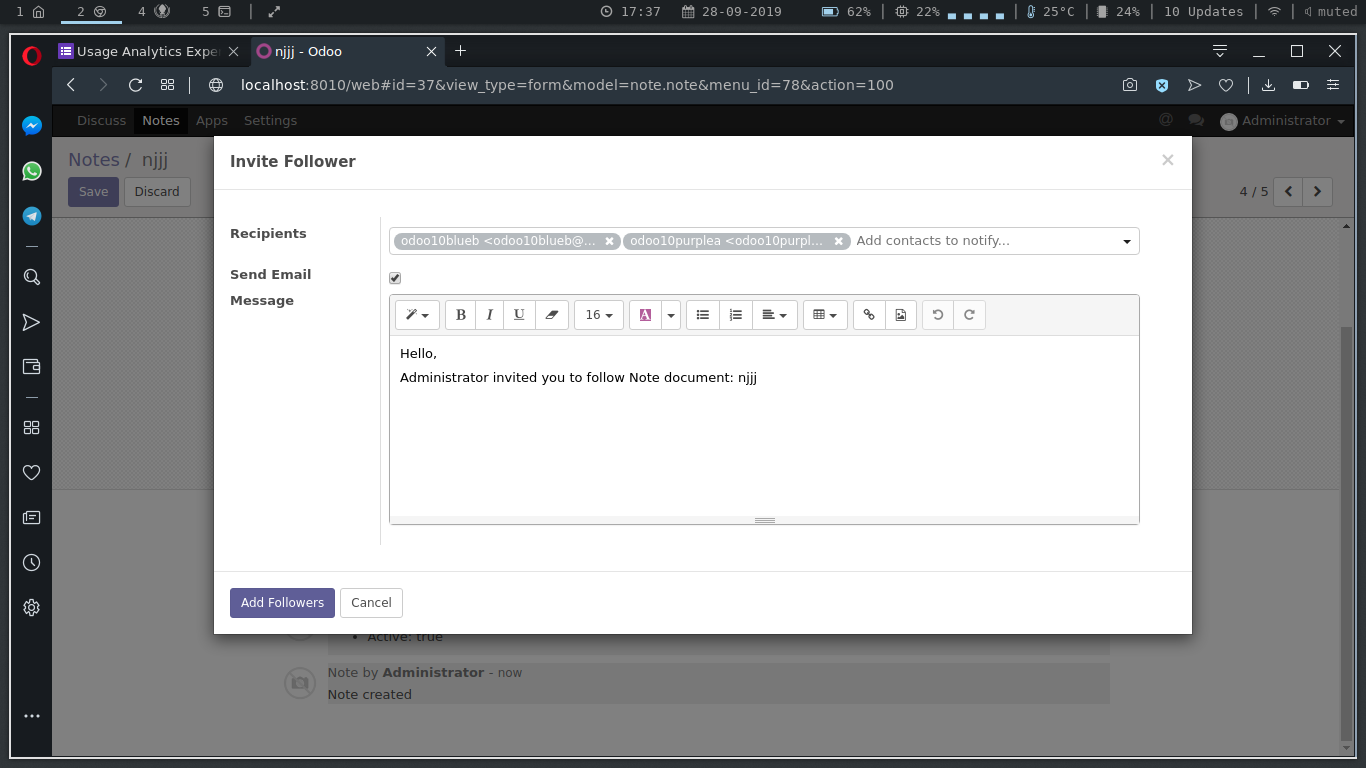 1 2 4 5 17:37 28-09-2019 62% 22% 25°C 24% 10 Updates muted
Usage Analytics Expe njjj - Odoo
localhost:8010/web#id=37&view_type=form&model=note.note&menu_id=78&action=100
Discuss Notes Apps Settings @ Administrator
Invite Follower ×
Notes / njjj
Save Discard 4 / 5
Recipients odoo10blueb <odoo10blueb@... odoo10purplea <odoo10purpl... Add contacts to notify...
Send Email
Message
B I U 16 A
Hello,
Administrator invited you to follow Note document: njjj
Add Followers Cancel
• Active: true
Note by Administrator - now
Note created